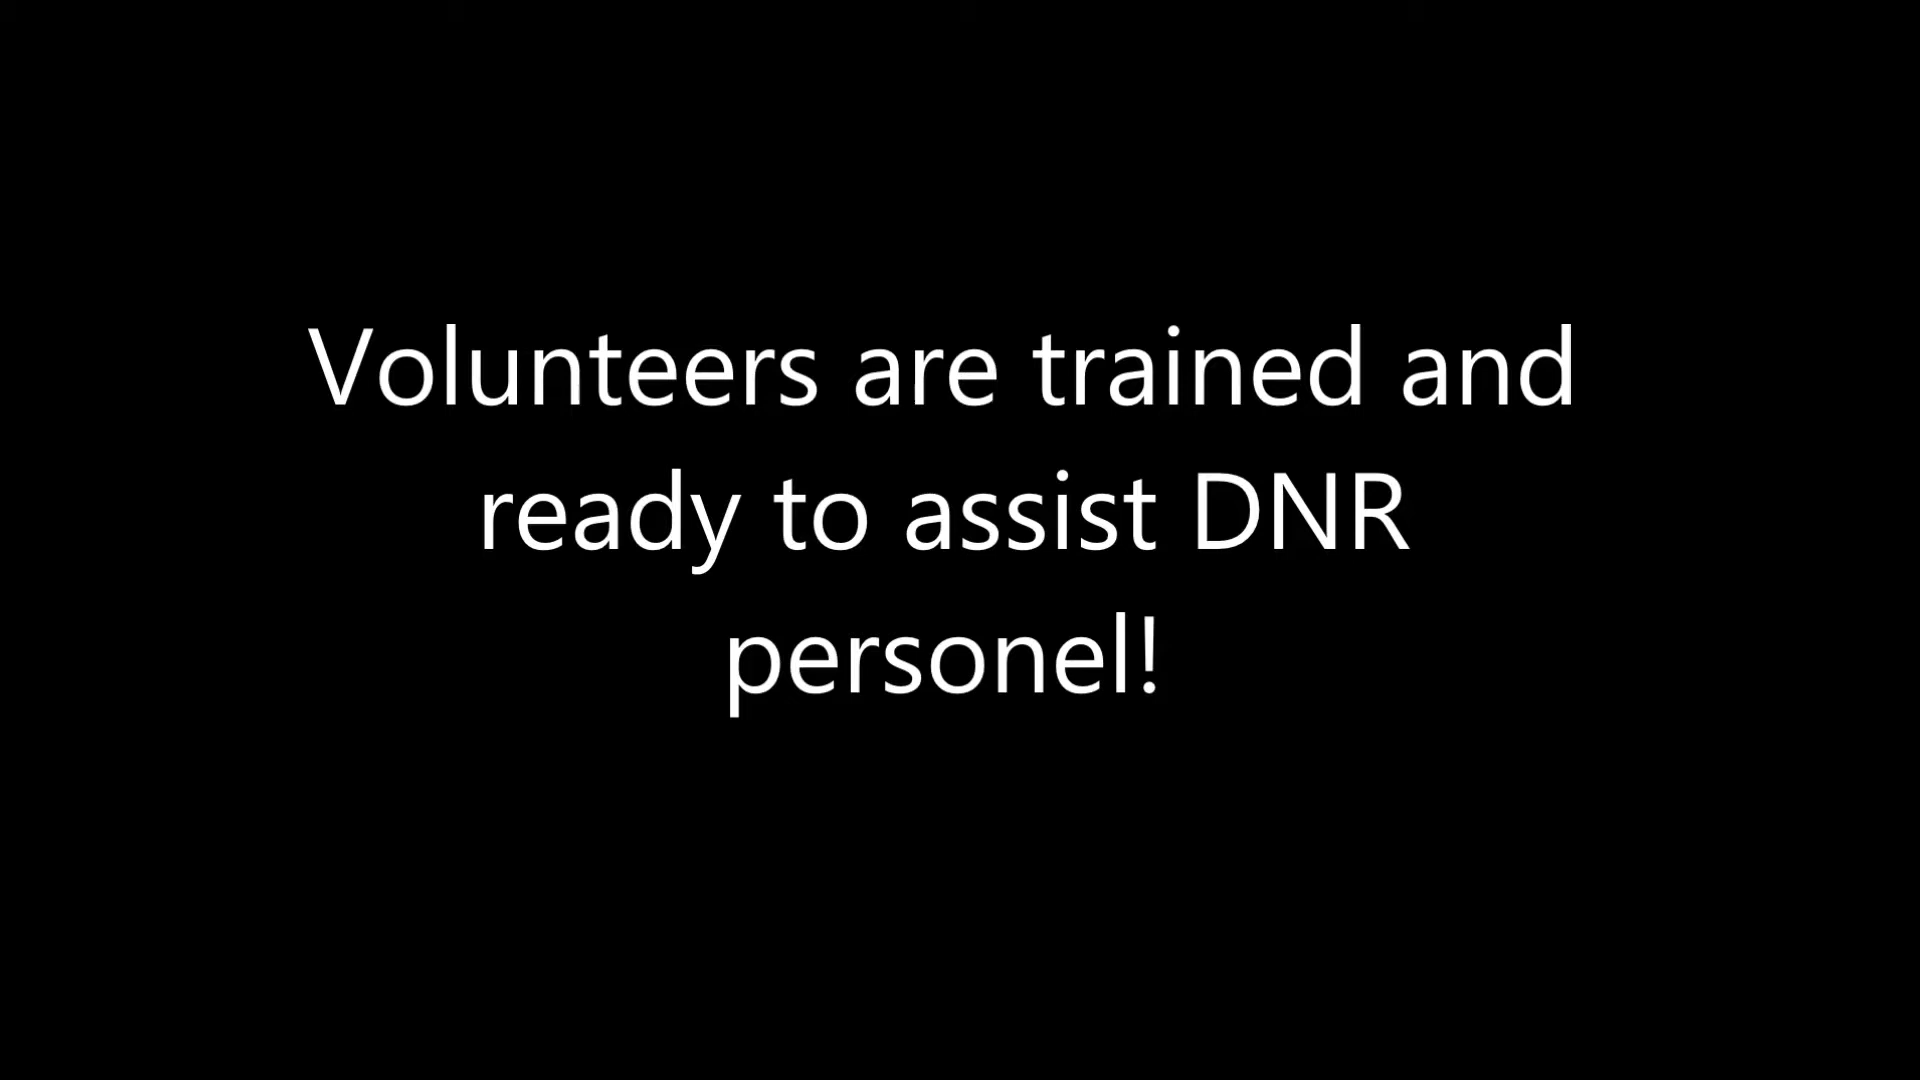 Volunteers are trained and
ready to assist DNR
personel!